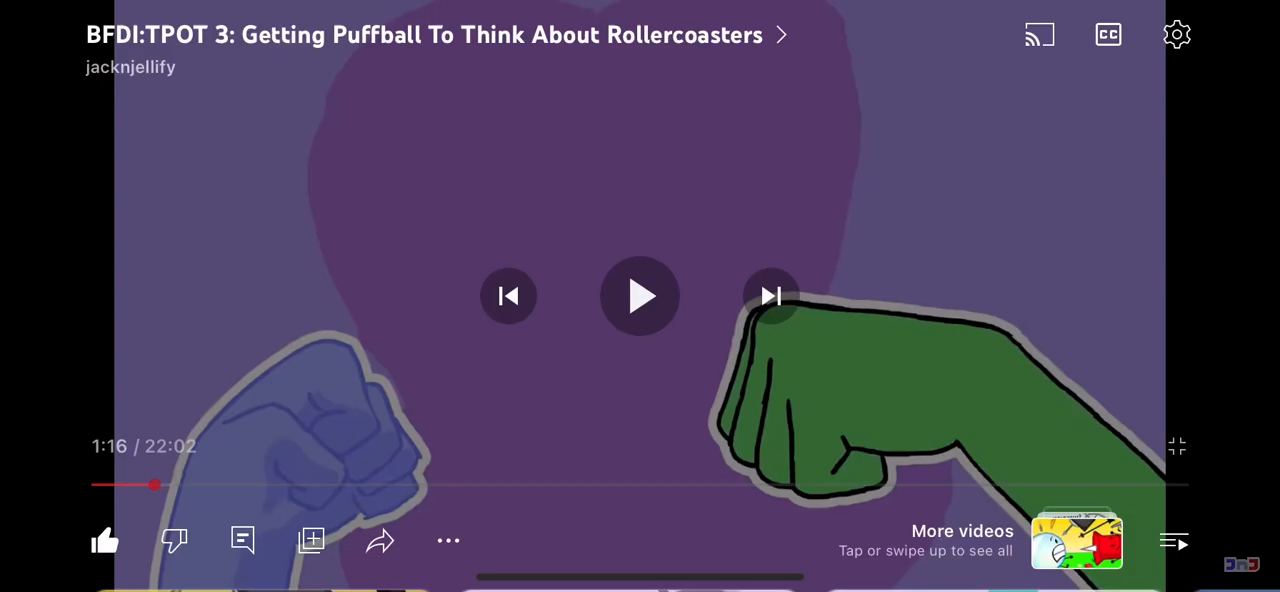 BFDI:TPOT 3: Getting Puffball To Think About Rollercoasters
jacknjellify
CC
1:16 / 22:02
More videos
Tap or swipe up to see all